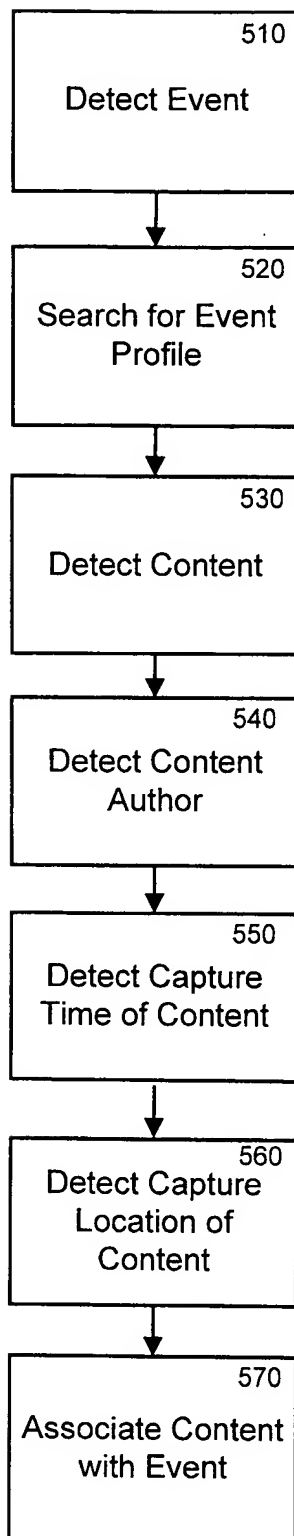 510
Detect Event
520
Search for Event
Profile
530
Detect Content
540
Detect Content
Author
550
Detect Capture
Time of Content
560
Detect Capture
Location of
Content
570
Associate Content
with Event